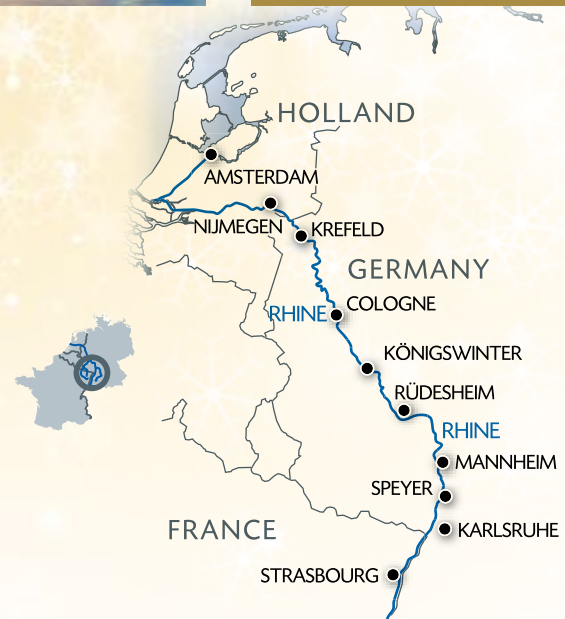 HOLLAND
AMSTERDAM
NIJMEGEN
KREFELD
GERMANY
RHINE
COLOGNE
KÖNIGSWINTER
RÜDESHEIM
RHINE
MANNHEIM
SPEYER
FRANCE
KARLSRUHE
STRASBOURG